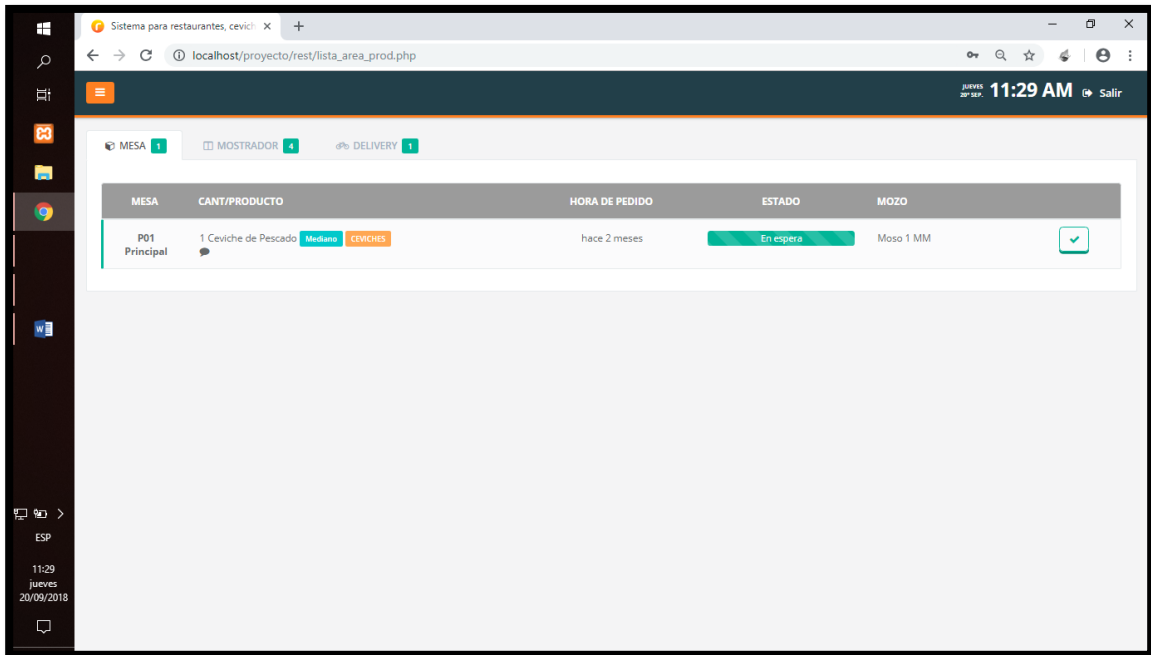 Sistema para restaurantes, cevich
localhost/proyecto/rest/lista_area_prod.php
JUEVES
20° SEP.
11:29 AM
Salir
MESA 1
MOSTRADOR 4
DELIVERY 1
MESA CANT/PRODUCTO HORA DE PEDIDO ESTADO MOZO
P01 1 Ceviche de Pescado Mediano CEVICHES hace 2 meses En espera Moso 1 MM
Principal
ESP
11:29
jueves
20/09/2018